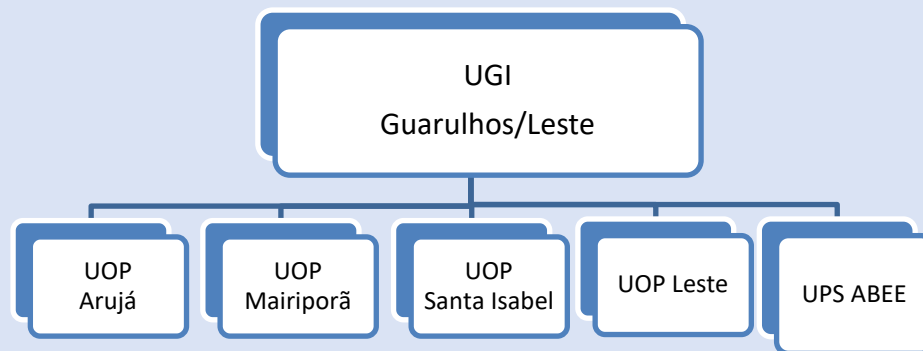 UGI
Guarulhos/Leste
UOP
Arujá
UOP
Mairiporã
UOP
Santa Isabel
UOP Leste
UPS ABEE